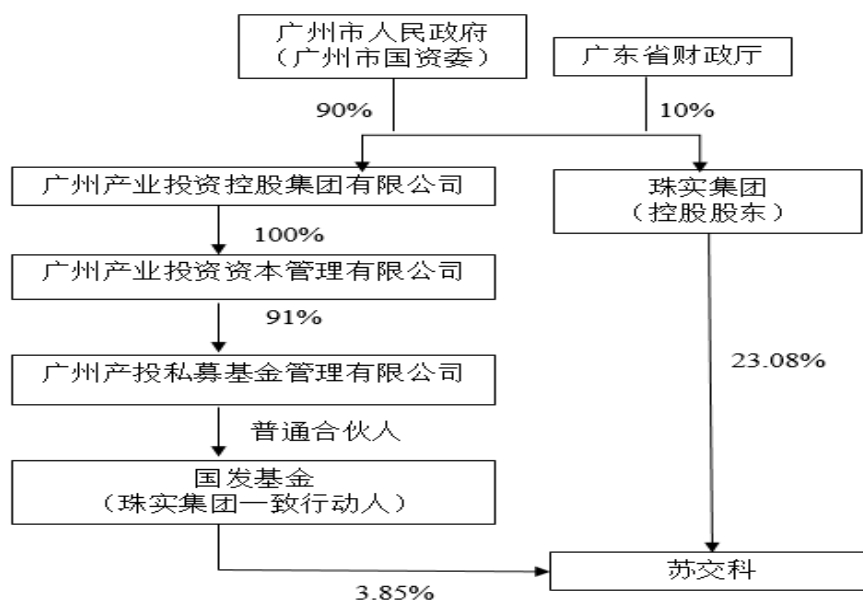 广州市人民政府
（广州市国资委）
广东省财政厅
90%
10%
广州产业投资控股集团有限公司
珠实集团
（控股股东）
100%
广州产业投资资本管理有限公司
91%
广州产投私募基金管理有限公司
23.08%
普通合伙人
国发基金
（珠实集团一致行动人）
苏交科
3.85%